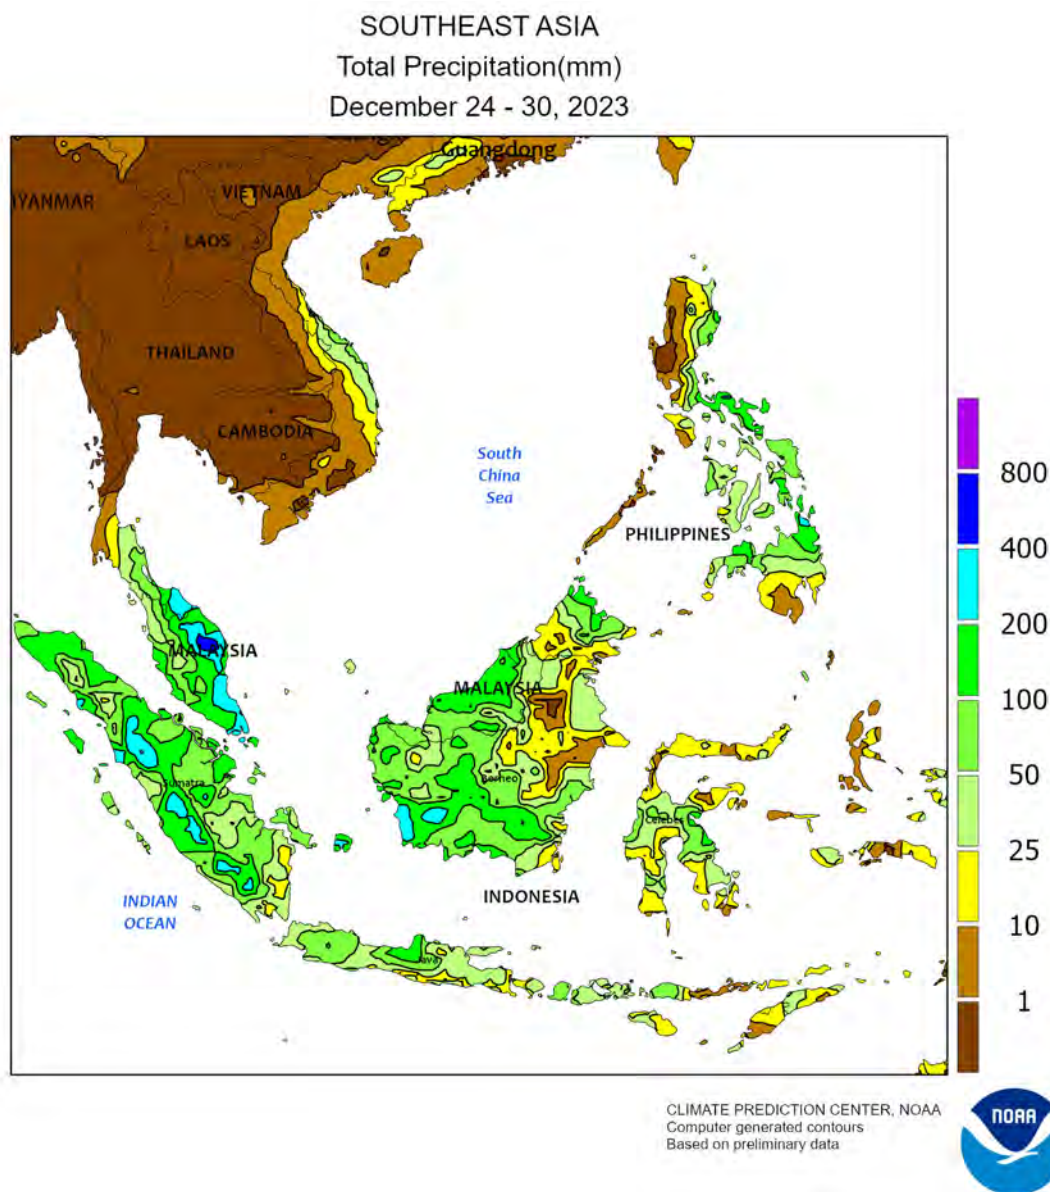 SOUTHEAST ASIA
Total Precipitation(mm)
December 24 - 30, 2023
Guangdong
VIETNAM
YANMAR
LAOS
THAILAND
CAMBODIA
South
China
Sea
PHILIPPINES
MALAYSIA
MALAYSIA
Sumatra
Borneo
Celebes
INDONESIA
INDIAN
OCEAN
Java
800
400
200
100
50
25
10
1
CLIMATE PREDICTION CENTER, NOAA
Computer generated contours
Based on preliminary data
NOAA